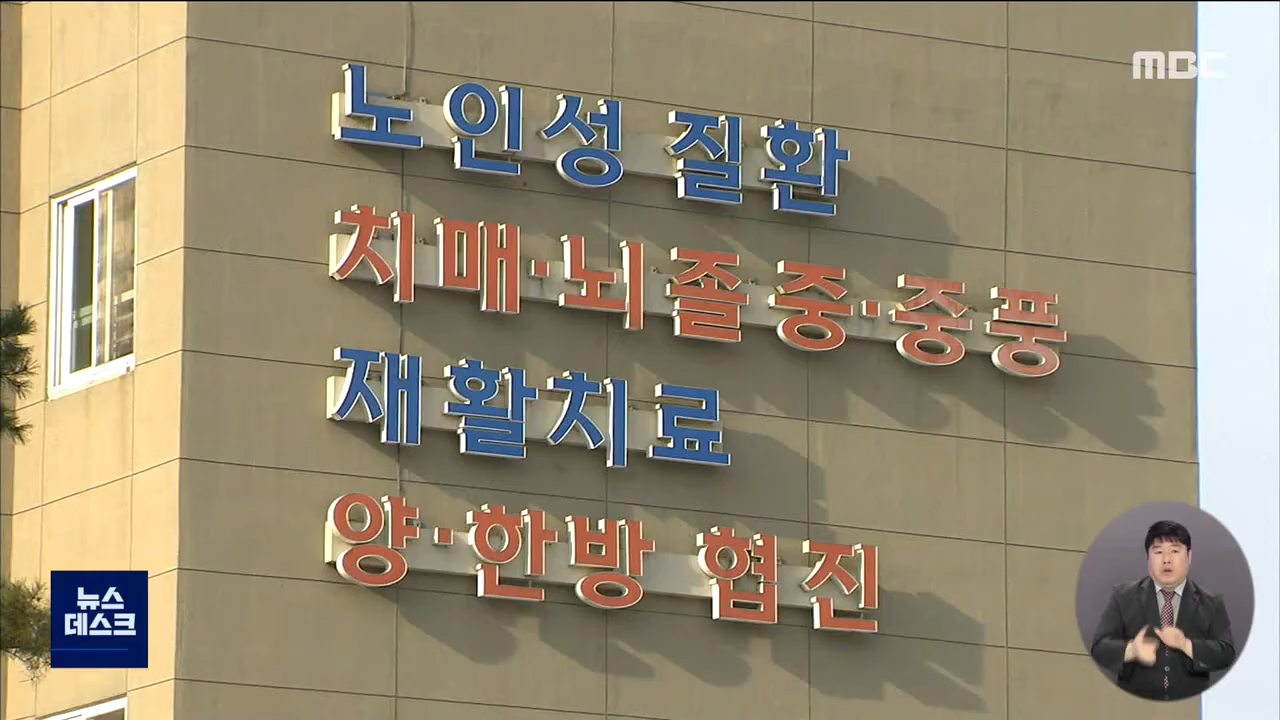 MBC
노인성 질환
치매·뇌졸중·중풍
재활치료
양·한방 협진
뉴스
데스크